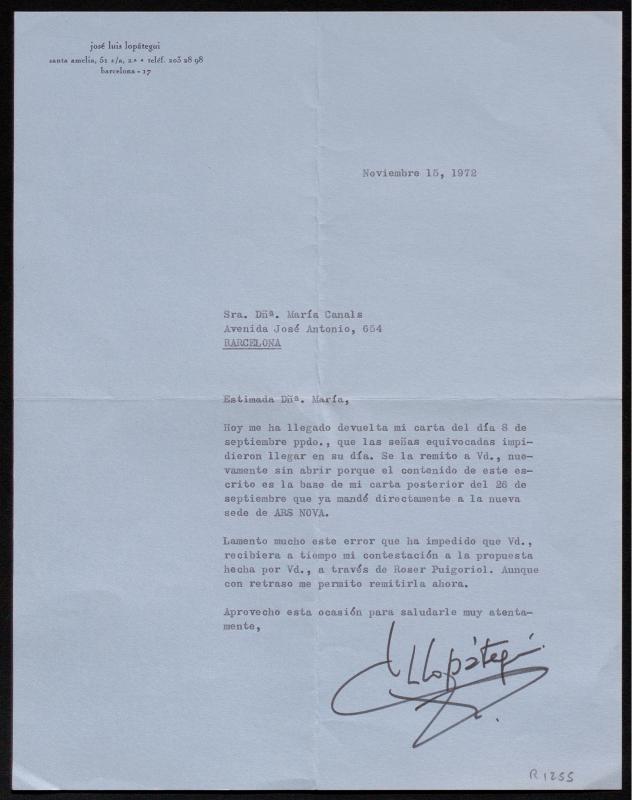 josé luis lopátegui
santa amelia, 51 s/a, 2.ª • teléf. 203 28 98
barcelona - 17
Noviembre 15, 1972
Sra. Dñª. María Canals
Avenida José Antonio, 654
BARCELONA
Estimada Dñª. María,
Hoy me ha llegado devuelta mi carta del día 8 de
septiembre ppdo., que las señas equivocadas impi-
dieron llegar en su día. Se la remito a Vd., nue-
vamente sin abrir porque el contenido de este es-
crito es la base de mi carta posterior del 26 de
septiembre que ya mandé directamente a la nueva
sede de ARS NOVA.
Lamento mucho este error que ha impedido que Vd.,
recibiera a tiempo mi contestación a la propuesta
hecha por Vd., a través de Roser Puigoriol. Aunque
con retraso me permito remitirla ahora.
Aprovecho esta ocasión para saludarle muy atenta-
mente,
Lopátegui
R 1255